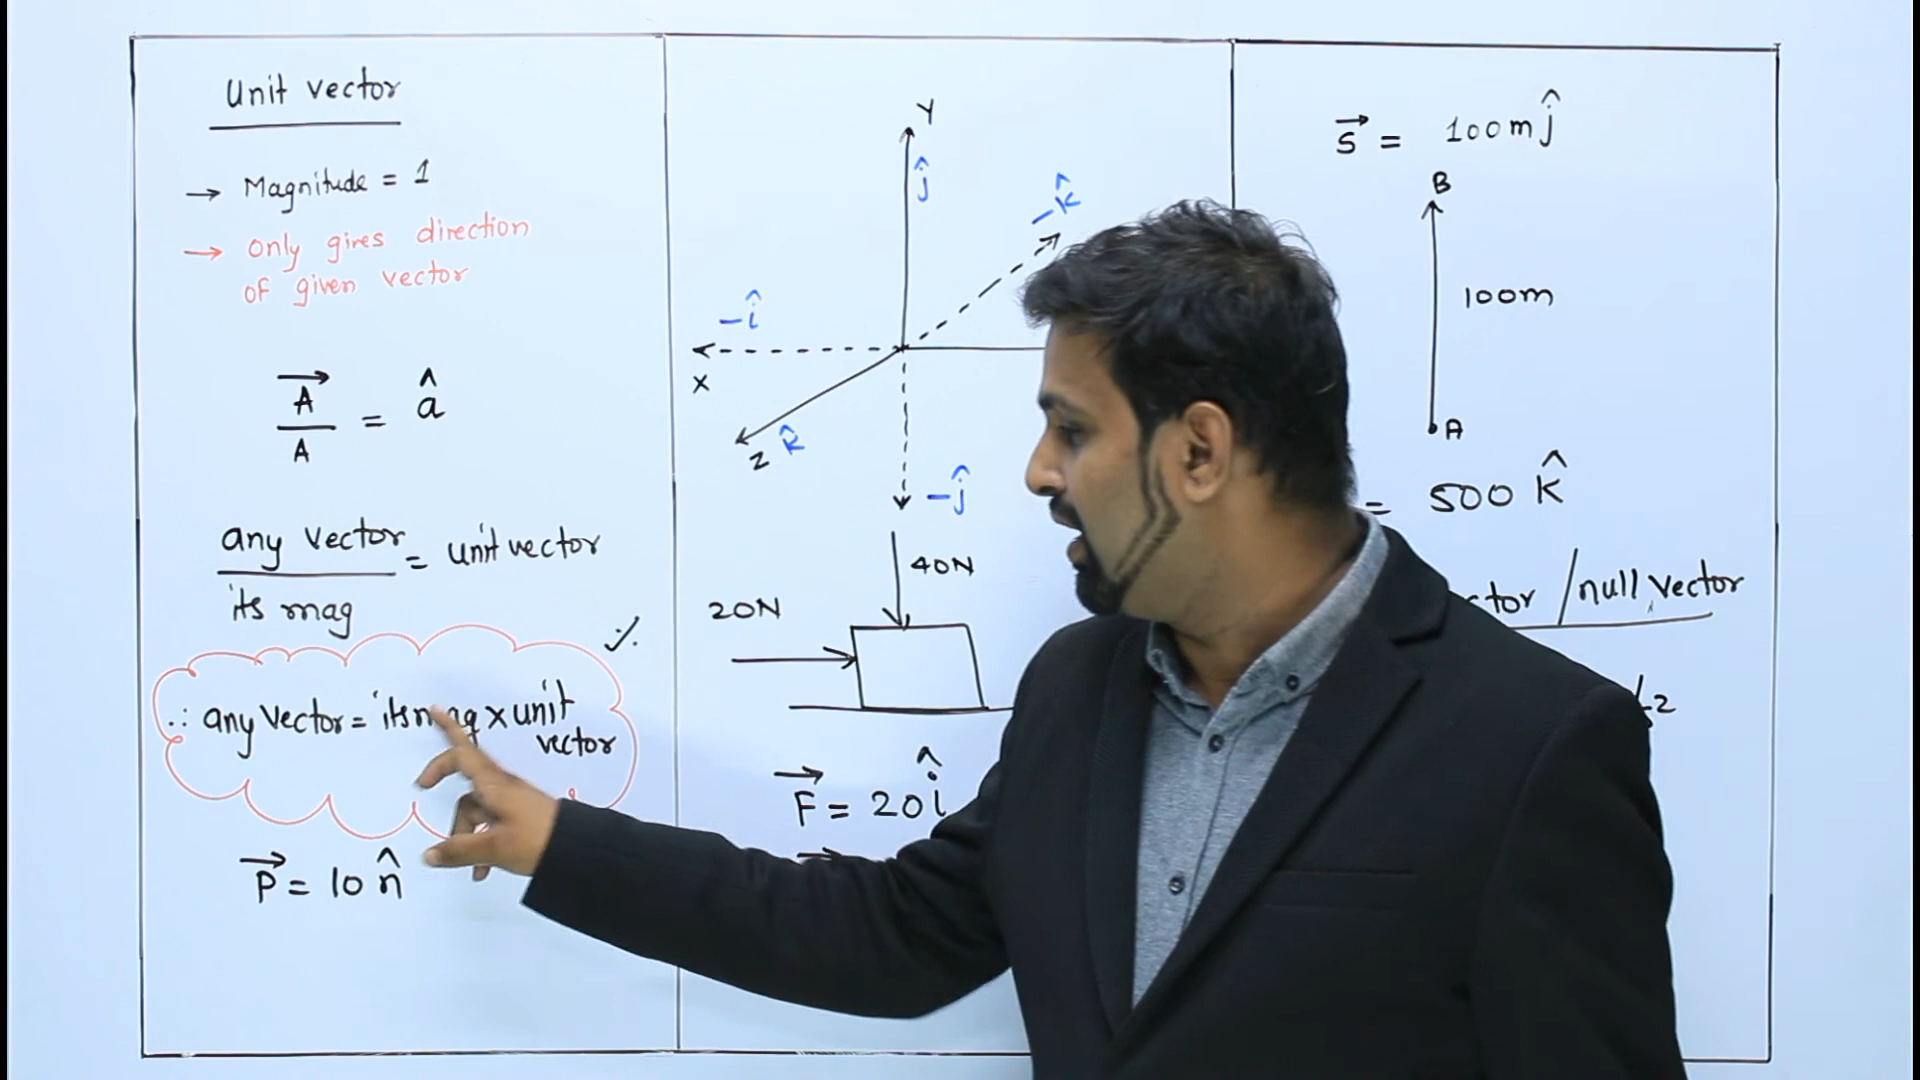 Unit vector
→ Magnitude = 1
→ only gives direction
of given vector
A⃗ / A = â
any vector / its mag = unit vector
∴ any vector = its mag x unit
vector
P⃗ = 10 n̂
Y
ĵ
-k̂
-î
X
Z k̂
-ĵ
40N
20N
F⃗ = 20 î
S⃗ = 100m ĵ
B
100m
A
= 500 k̂
/null vector